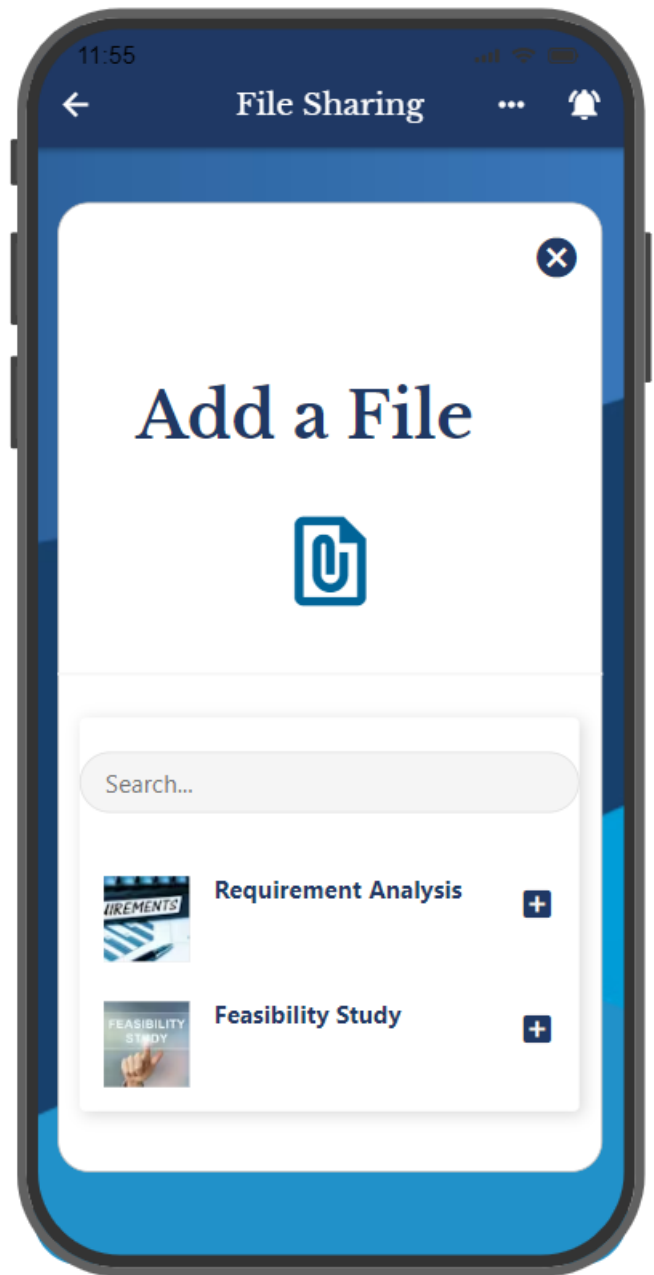 11:55
File Sharing
Add a File
Search...
IREMENTS
Requirement Analysis
FEASIBILITY
STUDY
Feasibility Study